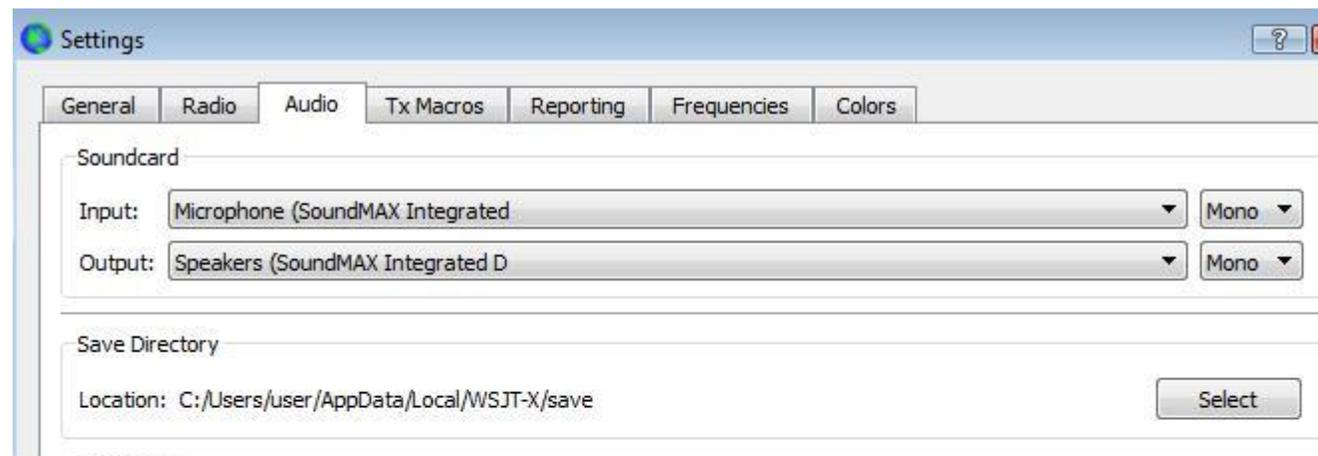 Settings
?
General Radio Audio Tx Macros Reporting Frequencies Colors
Soundcard
Input: Microphone (SoundMAX Integrated Mono
Output: Speakers (SoundMAX Integrated D Mono
Save Directory
Location: C:/Users/user/AppData/Local/WSJT-X/save Select